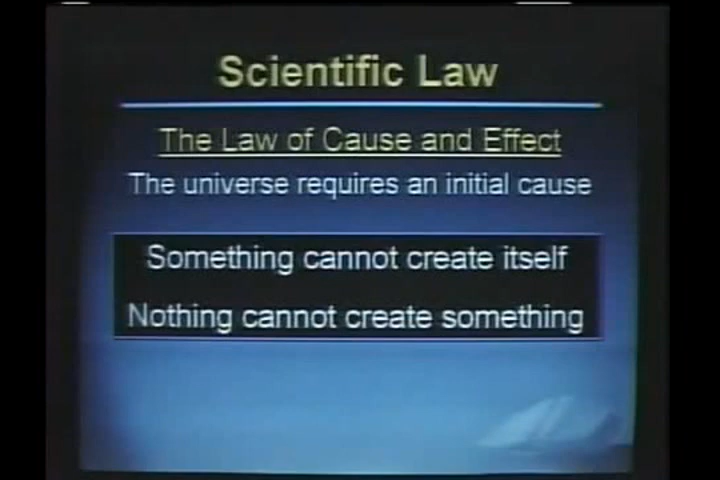 Scientific Law
The Law of Cause and Effect
The universe requires an initial cause
Something cannot create itself
Nothing cannot create something